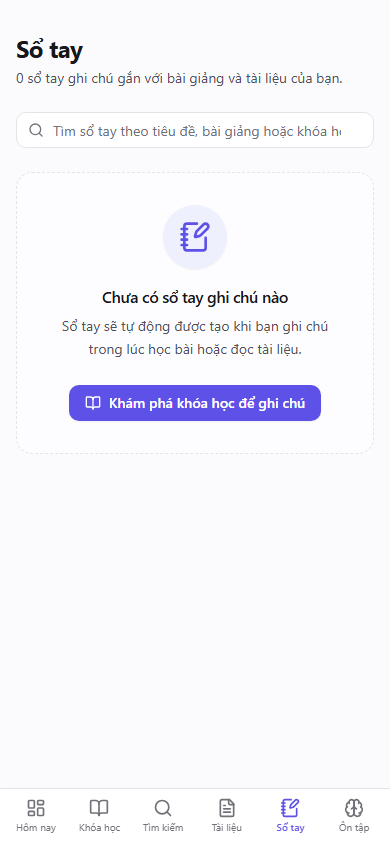 Sổ tay
0 sổ tay ghi chú gắn với bài giảng và tài liệu của bạn.
Tìm sổ tay theo tiêu đề, bài giảng hoặc khóa h
Chưa có sổ tay ghi chú nào
Sổ tay sẽ tự động được tạo khi bạn ghi chú
trong lúc học bài hoặc đọc tài liệu.
Khám phá khóa học để ghi chú
Hôm nay
Khóa học
Tìm kiếm
Tài liệu
Sổ tay
Ôn tập